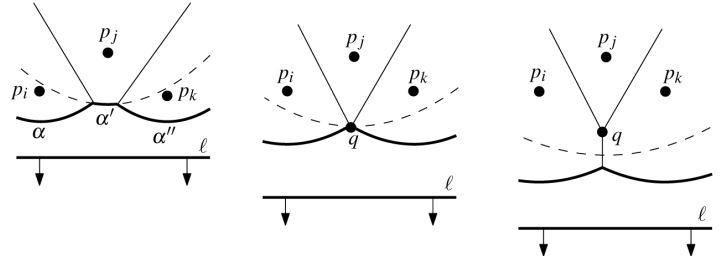 p_j
p_i
p_k
α
α′
α″
ℓ
p_j
p_i
p_k
q
ℓ
p_j
p_i
p_k
q
ℓ